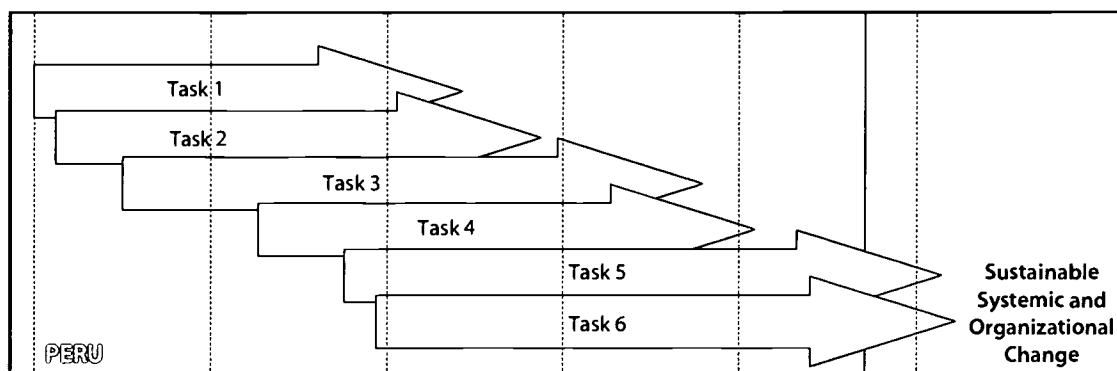 Task 1
Task 2
Task 3
Task 4
Task 5
Task 6
Sustainable
Systemic and
Organizational
Change
PERU